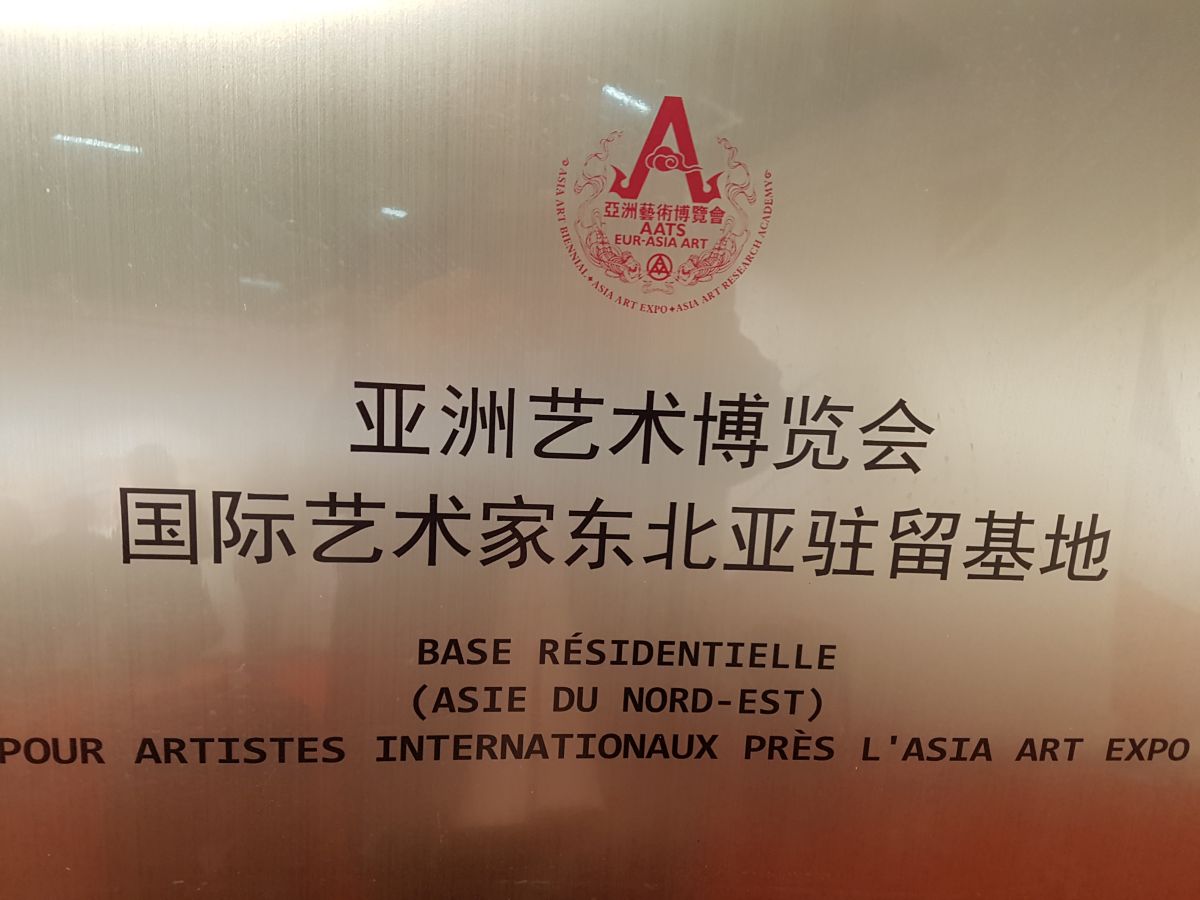 亞洲藝術博覽會
AATS
EUR-ASIA ART
ASIA ART BIENNIAL ✦ ASIA ART EXPO ✦ ASIA ART RESEARCH ACADEMY
亚洲艺术博览会
国际艺术家东北亚驻留基地
BASE RÉSIDENTIELLE
(ASIE DU NORD-EST)
POUR ARTISTES INTERNATIONAUX PRÈS L'ASIA ART EXPO